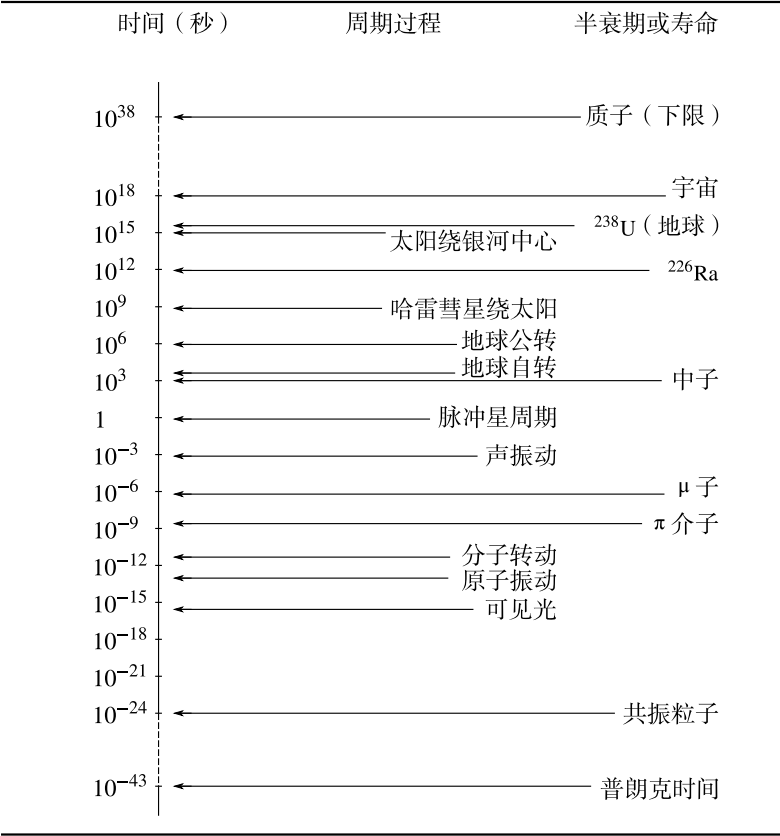 时间（秒） 周期过程 半衰期或寿命
10³⁸ 质子（下限）
10¹⁸ 宇宙
²³⁸U（地球）
10¹⁵ 太阳绕银河中心
10¹² ²²⁶Ra
10⁹ 哈雷彗星绕太阳
10⁶ 地球公转
地球自转
10³ 中子
1 脉冲星周期
10⁻³ 声振动
10⁻⁶ μ子
10⁻⁹ π介子
10⁻¹² 分子转动
原子振动
10⁻¹⁵ 可见光
10⁻¹⁸
10⁻²¹
10⁻²⁴ 共振粒子
10⁻⁴³ 普朗克时间